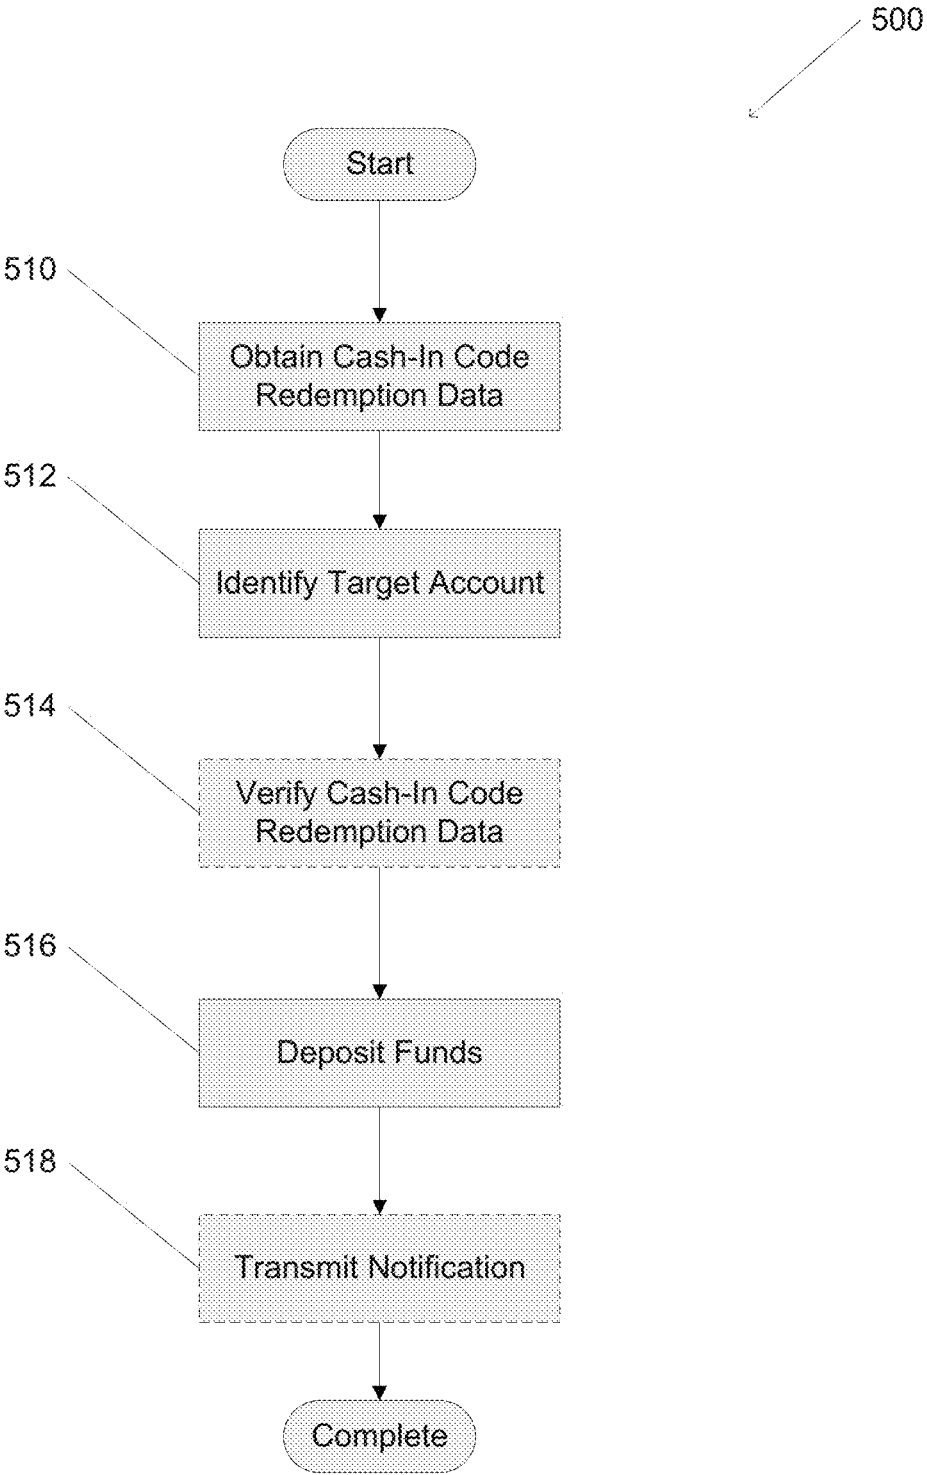 500
Start
510
Obtain Cash-In Code
Redemption Data
512
Identify Target Account
514
Verify Cash-In Code
Redemption Data
516
Deposit Funds
518
Transmit Notification
Complete